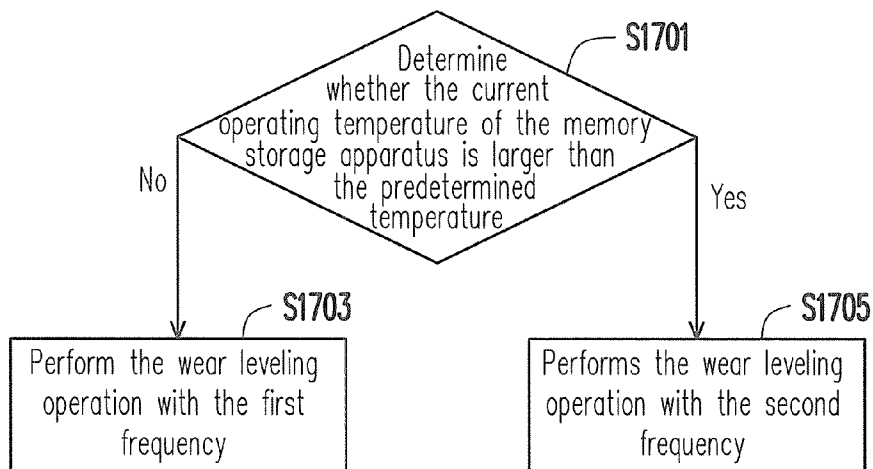 S1701
Determine
whether the current
operating temperature of the memory
storage apparatus is larger than
the predetermined
temperature
No
Yes
S1703
S1705
Perform the wear leveling
operation with the first
frequency
Performs the wear leveling
operation with the second
frequency